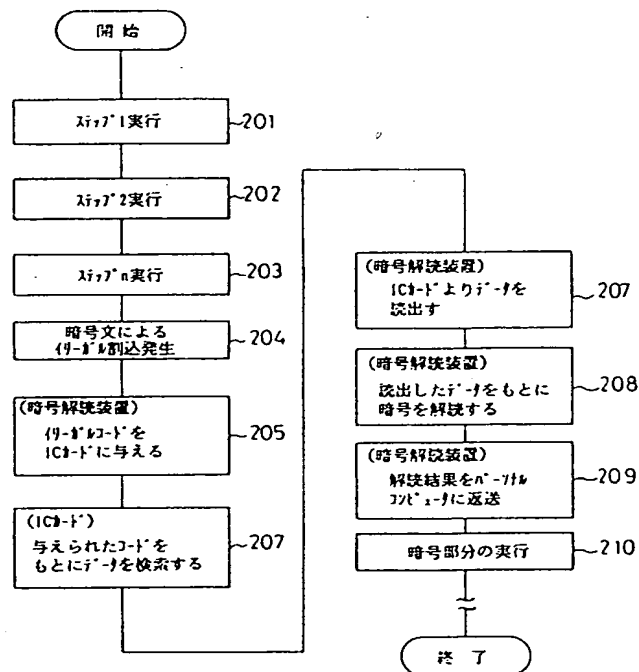 開始
ｽﾃｯﾌﾟ1実行
201
ｽﾃｯﾌﾟ2実行
202
ｽﾃｯﾌﾟn実行
203
暗号文による
ｲﾘｰｶﾞﾙ割込発生
204
(暗号解読装置)
ｲﾘｰｶﾞﾙｺｰﾄﾞを
ICｶｰﾄﾞに与える
205
(ICｶｰﾄﾞ)
与えられたｺｰﾄﾞを
もとにﾃﾞｰﾀを検索する
207
(暗号解読装置)
ICｶｰﾄﾞよりﾃﾞｰﾀを
読出す
207
(暗号解読装置)
読出したﾃﾞｰﾀをもとに
暗号を解読する
208
(暗号解読装置)
解読結果をﾊﾟｰｿﾅﾙ
ｺﾝﾋﾟｭｰﾀに返送
209
暗号部分の実行
210
終了